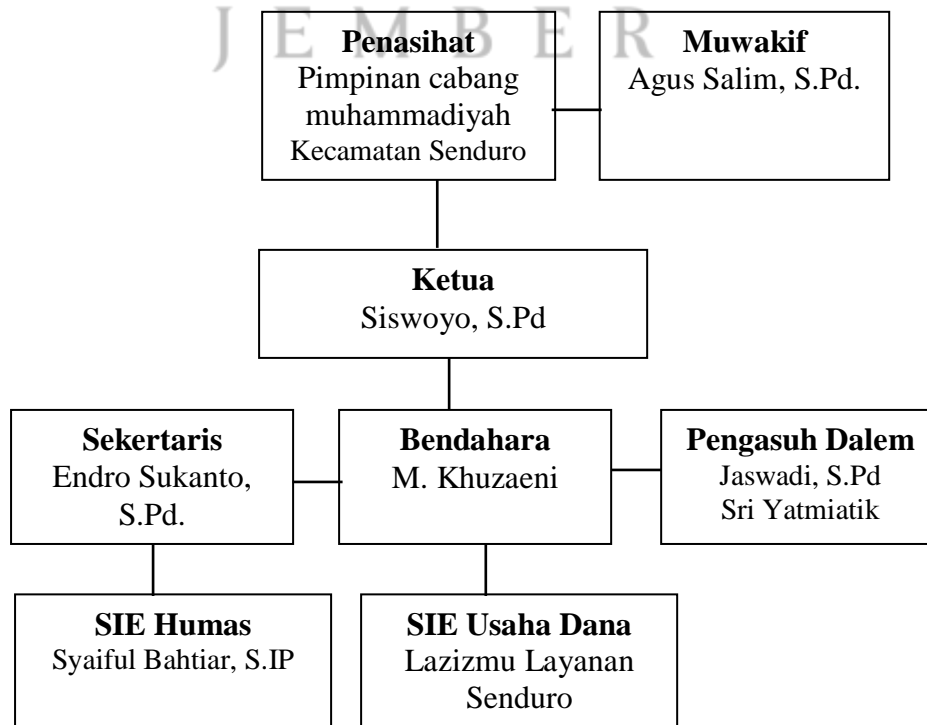 JEMBER
Penasihat
Pimpinan cabang
muhammadiyah
Kecamatan Senduro
Muwakif
Agus Salim, S.Pd.
Ketua
Siswoyo, S.Pd
Sekertaris
Endro Sukanto,
S.Pd.
Bendahara
M. Khuzaeni
Pengasuh Dalem
Jaswadi, S.Pd
Sri Yatmiatik
SIE Humas
Syaiful Bahtiar, S.IP
SIE Usaha Dana
Lazizmu Layanan
Senduro